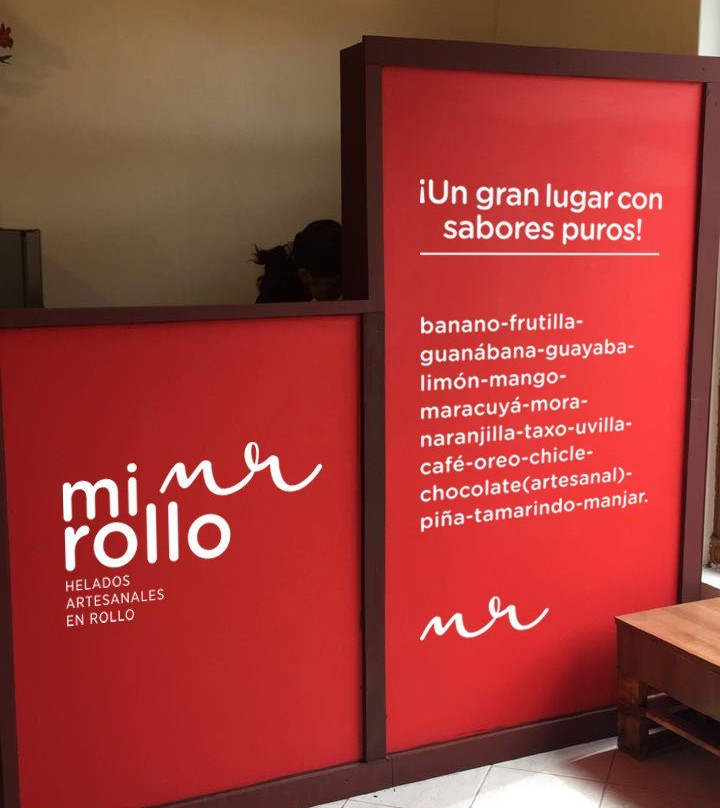 mi
rollo
HELADOS
ARTESANALES
EN ROLLO
¡Un gran lugar con
sabores puros!
banano-frutilla-
guanábana-guayaba-
limón-mango-
maracuyá-mora-
naranjilla-taxo-uvilla-
café-oreo-chicle-
chocolate(artesanal)-
piña-tamarindo-manjar.
mr